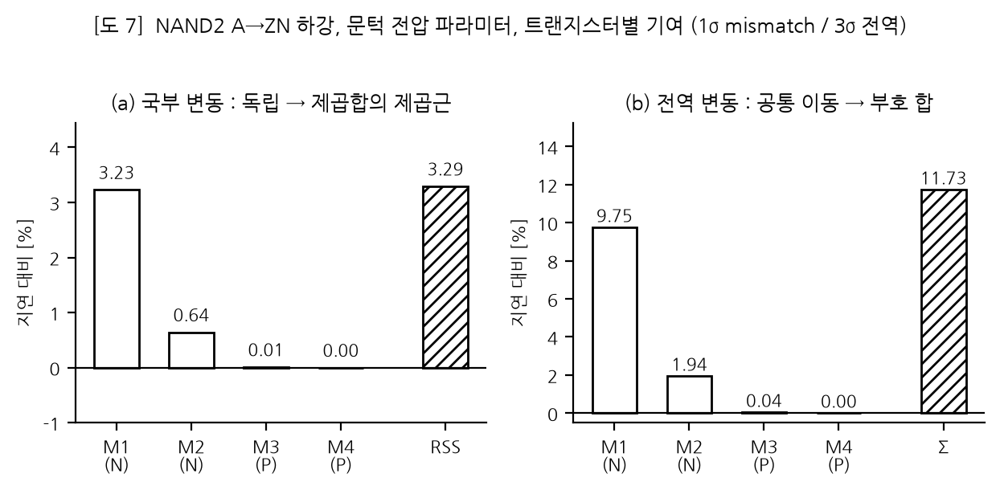 [도 7] NAND2 A→ZN 하강, 문턱 전압 파라미터, 트랜지스터별 기여 (1σ mismatch / 3σ 전역)
(a) 국부 변동 : 독립 → 제곱합의 제곱근
지연 대비 [%]
4
3
2
1
0
-1
3.23
0.64
0.01
0.00
3.29
M1
(N)
M2
(N)
M3
(P)
M4
(P)
RSS
(b) 전역 변동 : 공통 이동 → 부호 합
지연 대비 [%]
14
12
10
8
6
4
2
0
9.75
1.94
0.04
0.00
11.73
M1
(N)
M2
(N)
M3
(P)
M4
(P)
Σ